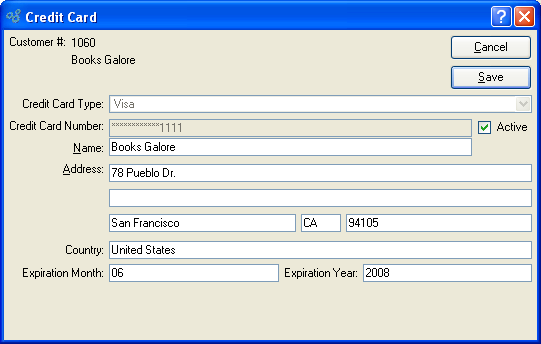 Credit Card
Customer #: 1060
Books Galore
Cancel
Save
Credit Card Type: Visa
Credit Card Number: ************1111 Active
Name: Books Galore
Address: 78 Pueblo Dr.
San Francisco CA 94105
Country: United States
Expiration Month: 06 Expiration Year: 2008